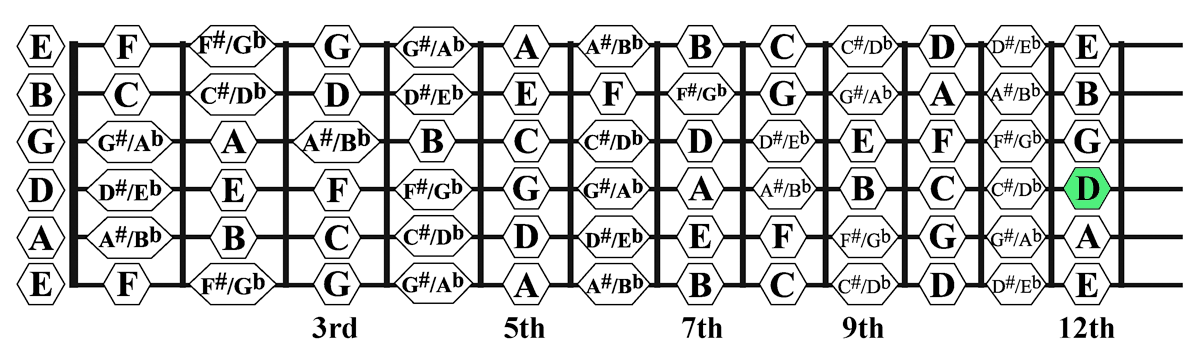 E F F#/Gb G G#/Ab A A#/Bb B C C#/Db D D#/Eb E
B C C#/Db D D#/Eb E F F#/Gb G G#/Ab A A#/Bb B
G G#/Ab A A#/Bb B C C#/Db D D#/Eb E F F#/Gb G
D D#/Eb E F F#/Gb G G#/Ab A A#/Bb B C C#/Db D
A A#/Bb B C C#/Db D D#/Eb E F F#/Gb G G#/Ab A
E F F#/Gb G G#/Ab A A#/Bb B C C#/Db D D#/Eb E
3rd 5th 7th 9th 12th